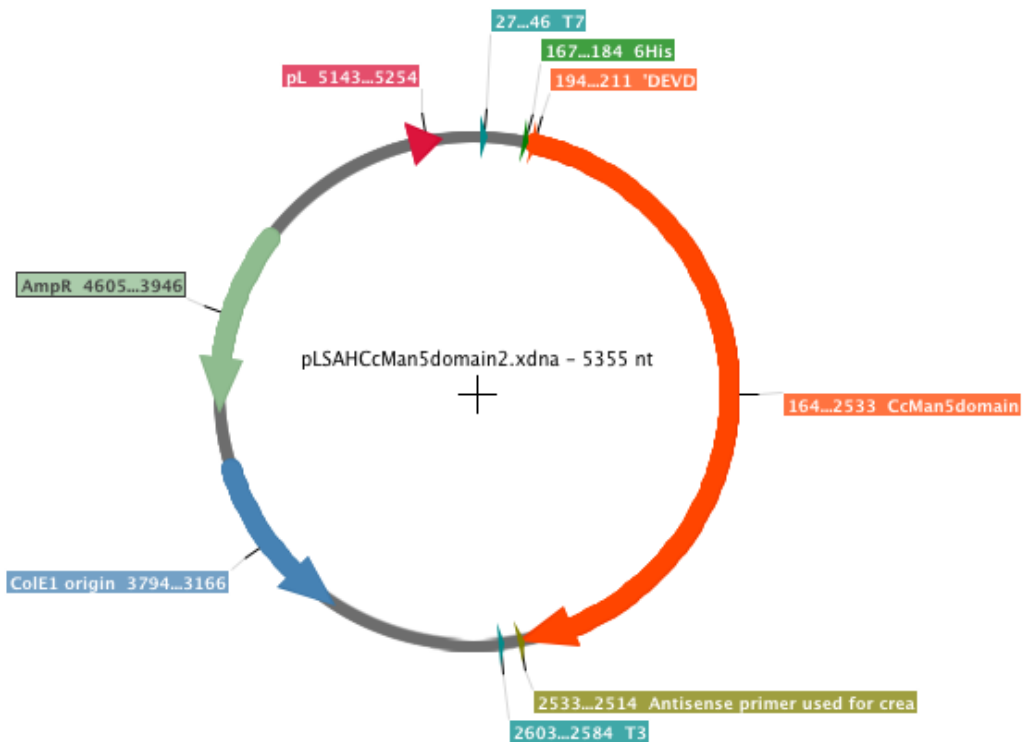 27...46 T7
167...184 6His
pL 5143...5254
194...211 'DEVD
AmpR 4605...3946
pLSAHCcMan5domain2.xdna - 5355 nt
164...2533 CcMan5domain
ColE1 origin 3794...3166
2533...2514 Antisense primer used for crea
2603...2584 T3